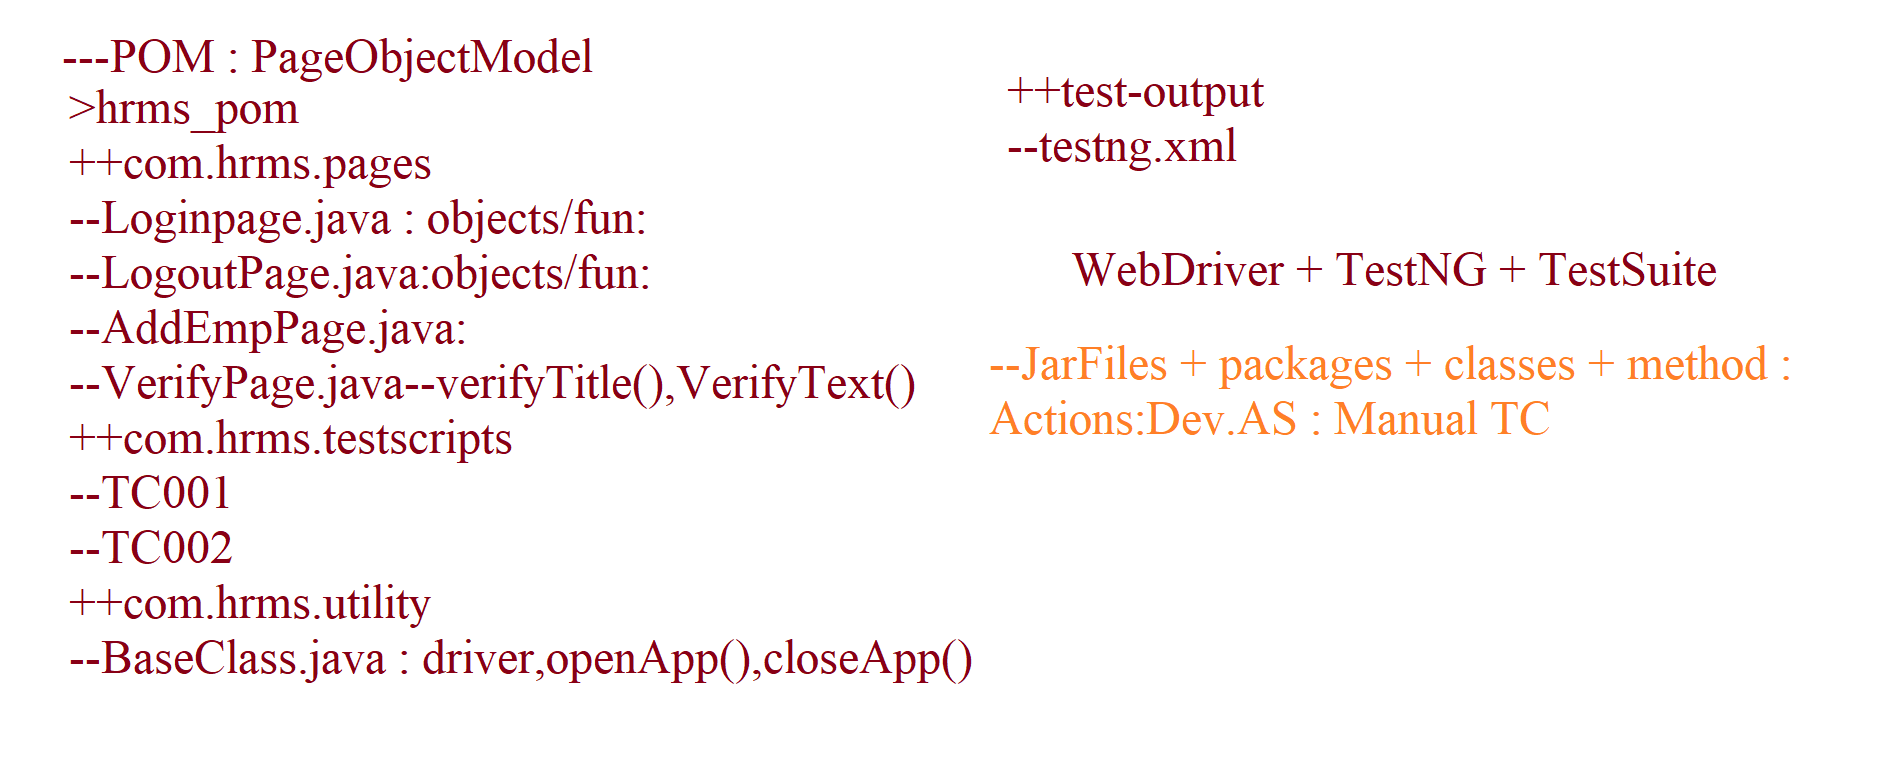 ---POM : PageObjectModel
>hrms_pom
++com.hrms.pages
--Loginpage.java : objects/fun:
--LogoutPage.java:objects/fun:
--AddEmpPage.java:
--VerifyPage.java--verifyTitle(),VerifyText()
++com.hrms.testscripts
--TC001
--TC002
++com.hrms.utility
--BaseClass.java : driver,openApp(),closeApp()
++test-output
--testng.xml
WebDriver + TestNG + TestSuite
--JarFiles + packages + classes + method :
Actions:Dev.AS : Manual TC